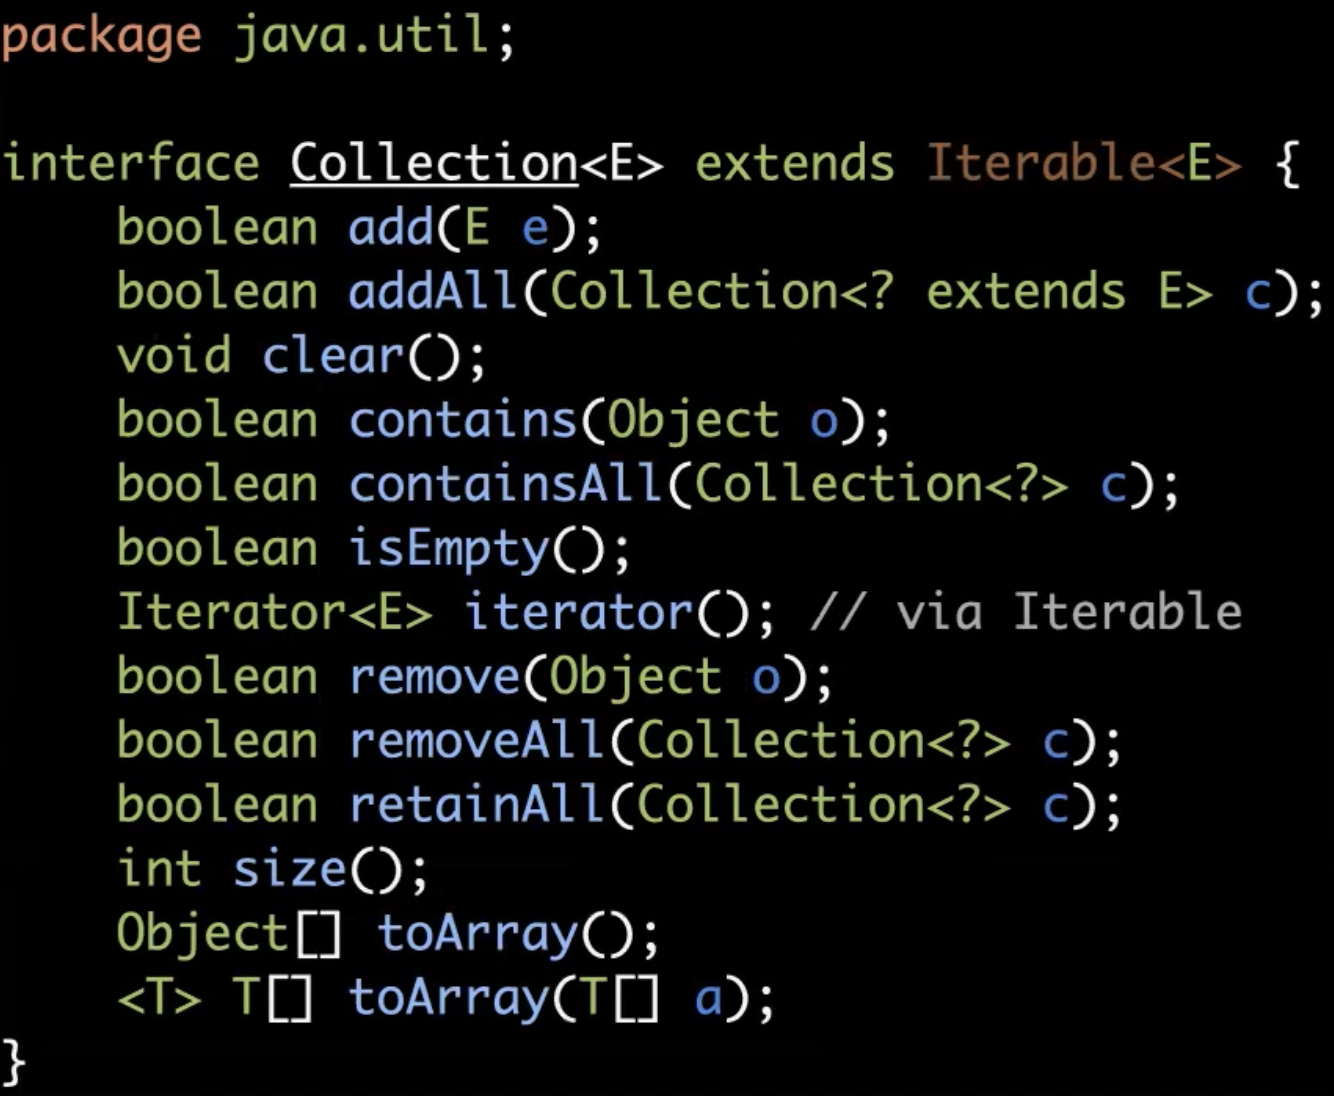 package java.util;
interface Collection<E> extends Iterable<E> {
boolean add(E e);
boolean addAll(Collection<? extends E> c);
void clear();
boolean contains(Object o);
boolean containsAll(Collection<?> c);
boolean isEmpty();
Iterator<E> iterator(); // via Iterable
boolean remove(Object o);
boolean removeAll(Collection<?> c);
boolean retainAll(Collection<?> c);
int size();
Object[] toArray();
<T> T[] toArray(T[] a);
}